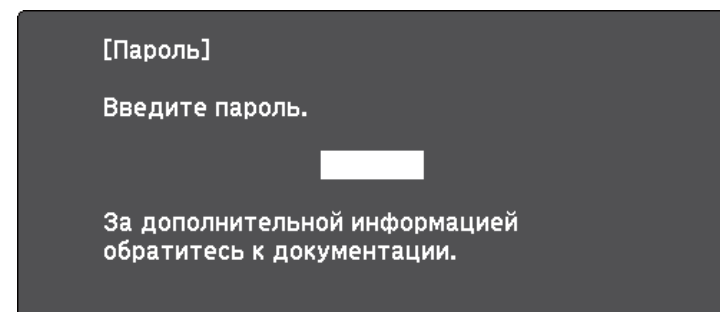 [Пароль]
Введите пароль.
За дополнительной информацией
обратитесь к документации.